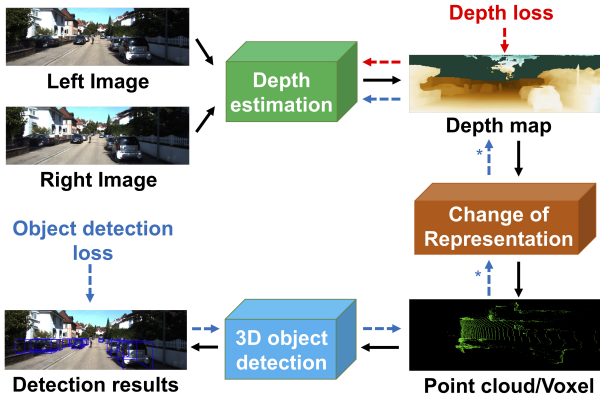 Depth loss
Left Image
Depth
estimation
Depth map
Right Image
*
Change of
Representation
Object detection
loss
*
3D object
detection
Detection results
Point cloud/Voxel